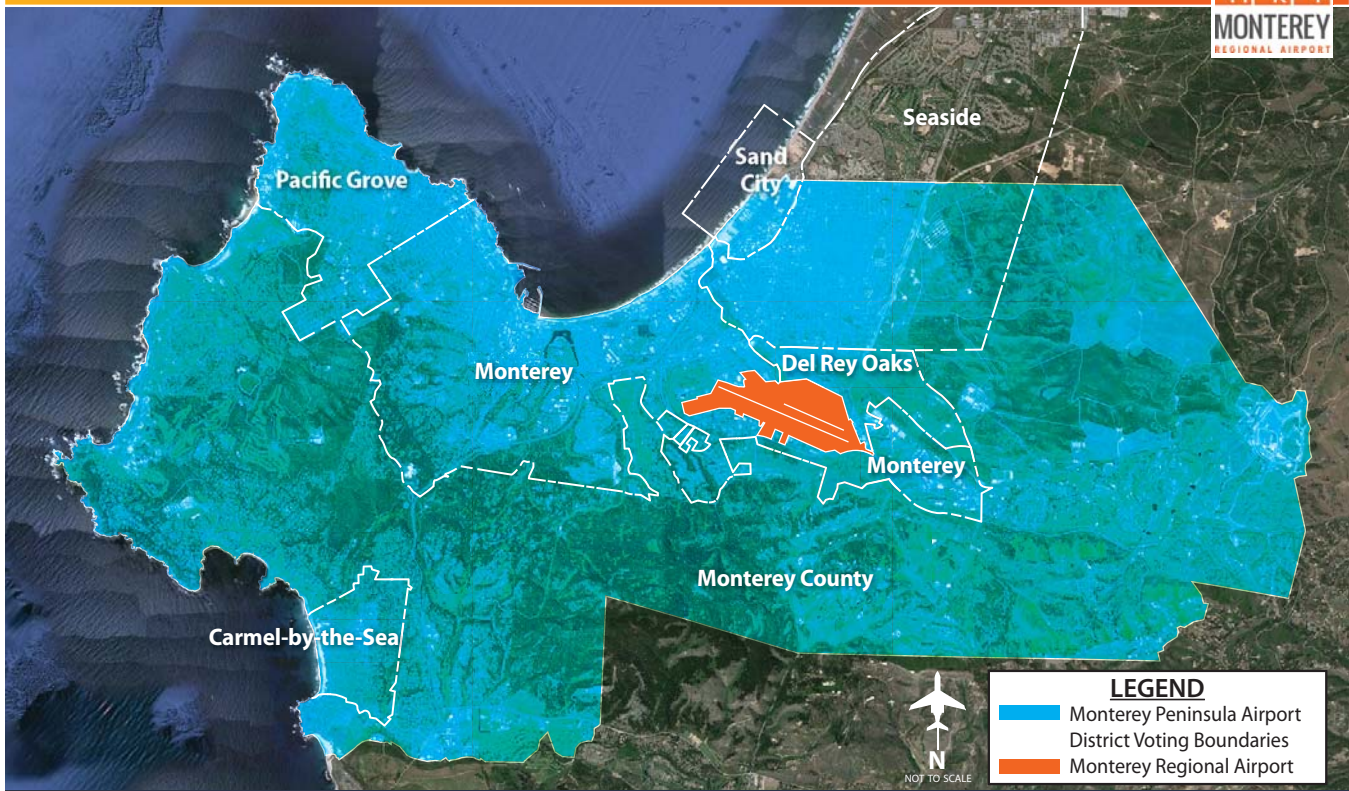 MONTEREY
REGIONAL AIRPORT
Seaside
Sand
City
Pacific Grove
Monterey
Del Rey Oaks
Monterey
Monterey County
Carmel-by-the-Sea
N
NOT TO SCALE
LEGEND
Monterey Peninsula Airport
District Voting Boundaries
Monterey Regional Airport